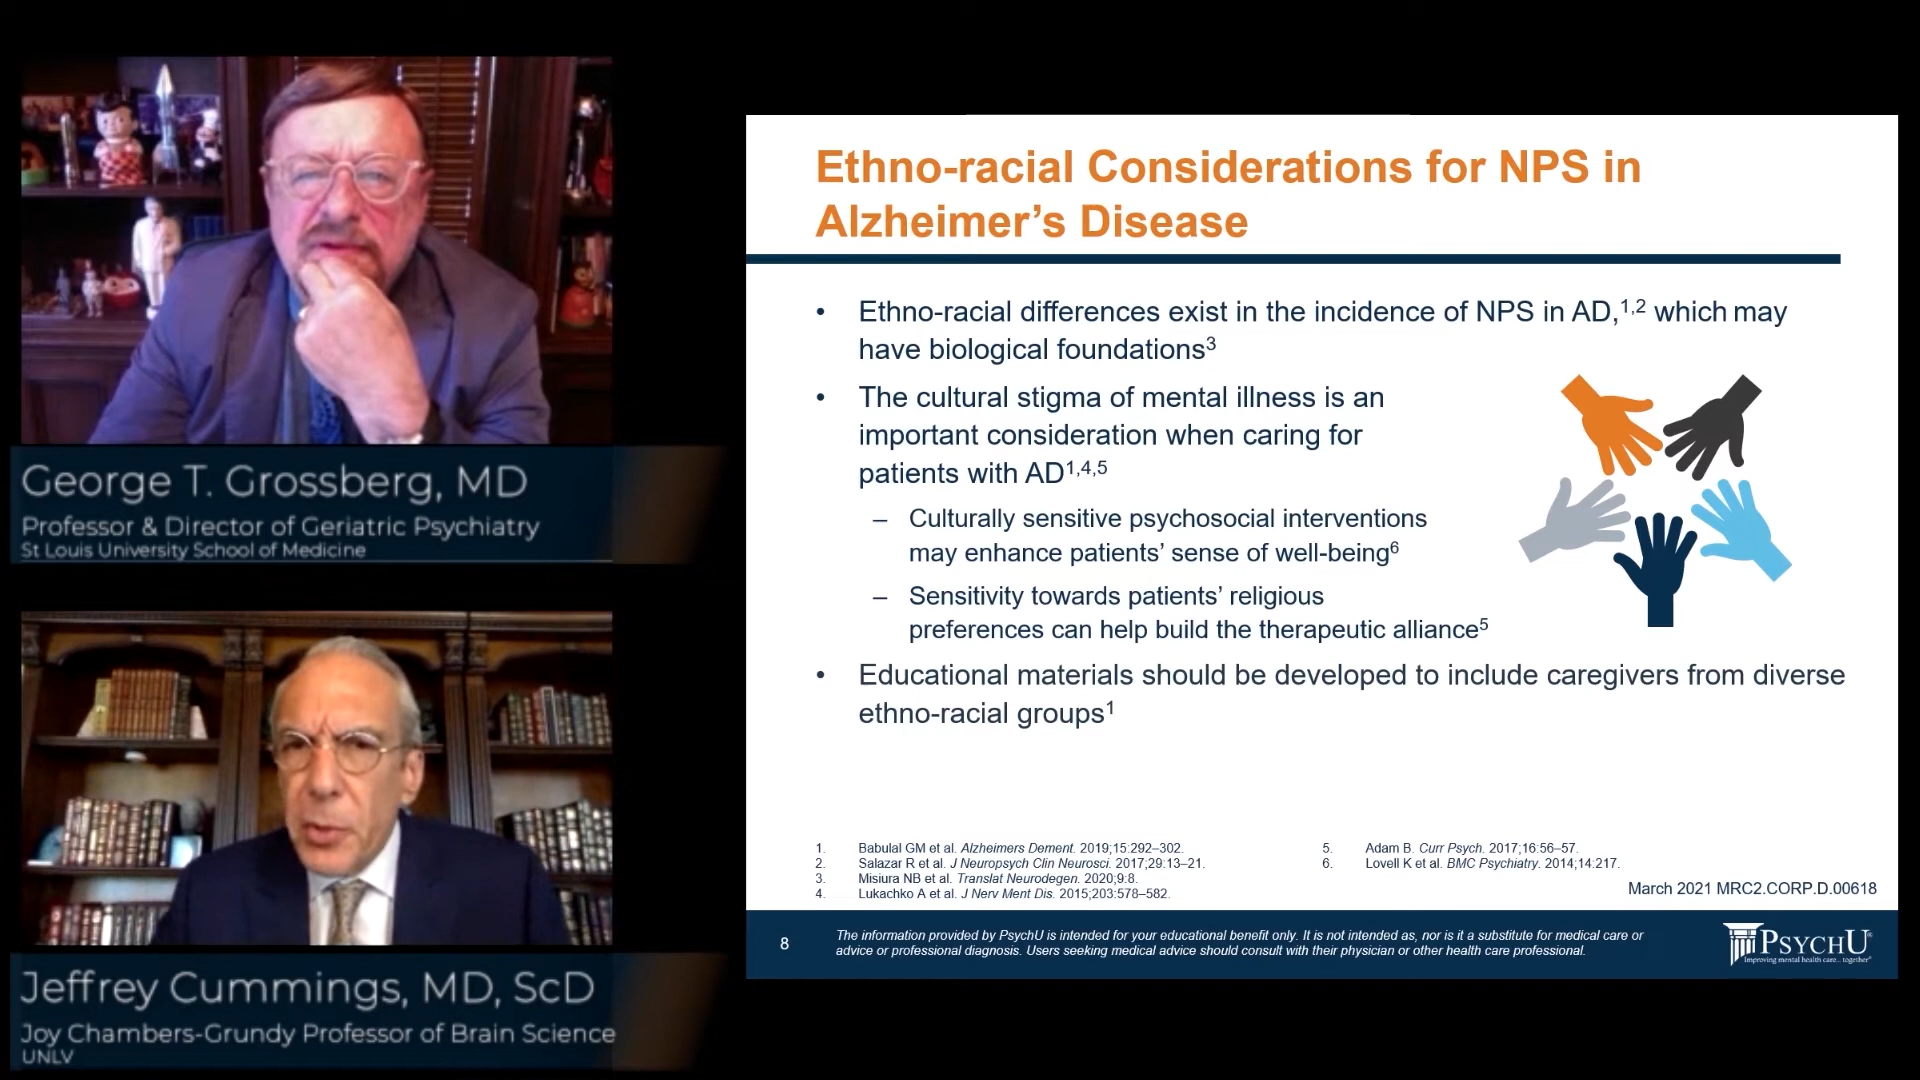 George T. Grossberg, MD
Professor & Director of Geriatric Psychiatry
St Louis University School of Medicine
Jeffrey Cummings, MD, ScD
Joy Chambers-Grundy Professor of Brain Science
UNLV
Ethno-racial Considerations for NPS in
Alzheimer’s Disease
• Ethno-racial differences exist in the incidence of NPS in AD,1,2 which may
have biological foundations3
• The cultural stigma of mental illness is an
important consideration when caring for
patients with AD1,4,5
– Culturally sensitive psychosocial interventions
may enhance patients’ sense of well-being6
– Sensitivity towards patients’ religious
preferences can help build the therapeutic alliance5
• Educational materials should be developed to include caregivers from diverse
ethno-racial groups1
1. Babulal GM et al. Alzheimers Dement. 2019;15:292–302.
2. Salazar R et al. J Neuropsych Clin Neurosci. 2017;29:13–21.
3. Misiura NB et al. Translat Neurodegen. 2020;9:8.
4. Lukachko A et al. J Nerv Ment Dis. 2015;203:578–582.
5. Adam B. Curr Psych. 2017;16:56–57.
6. Lovell K et al. BMC Psychiatry. 2014;14:217.
March 2021 MRC2.CORP.D.00618
8
The information provided by PsychU is intended for your educational benefit only. It is not intended as, nor is it a substitute for medical care or
advice or professional diagnosis. Users seeking medical advice should consult with their physician or other health care professional.
PSYCHU®
Improving mental health care... together®